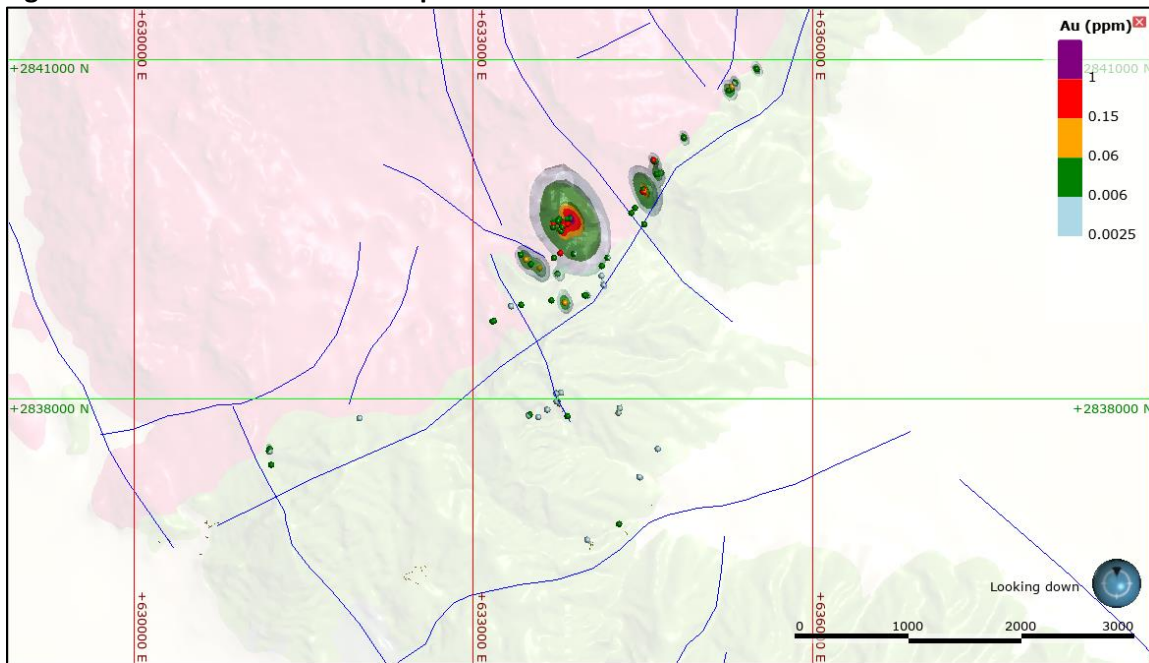 +630000 E
+633000 E
+636000 E
Au (ppm)
+2841000 N
+2841000 N
1
0.15
0.06
0.006
0.0025
+2838000 N
+2838000 N
Looking down
+630000 E
+633000 E
+636000 E
0 1000 2000 3000